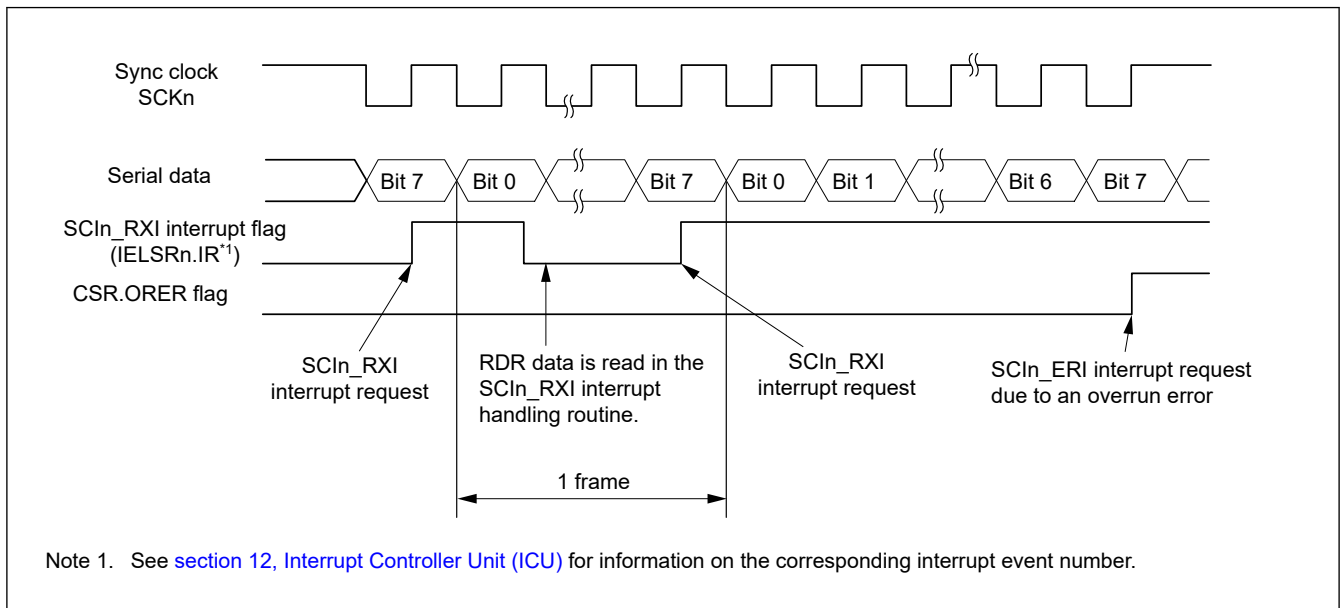 Sync clock
SCKn
Serial data
Bit 7
Bit 0
Bit 7
Bit 0
Bit 1
Bit 6
Bit 7
SCIn_RXI interrupt flag
(IELSRn.IR*1)
CSR.ORER flag
SCIn_RXI
interrupt request
RDR data is read in the
SCIn_RXI interrupt
handling routine.
SCIn_RXI
interrupt request
SCIn_ERI interrupt request
due to an overrun error
1 frame
Note 1. See section 12, Interrupt Controller Unit (ICU) for information on the corresponding interrupt event number.